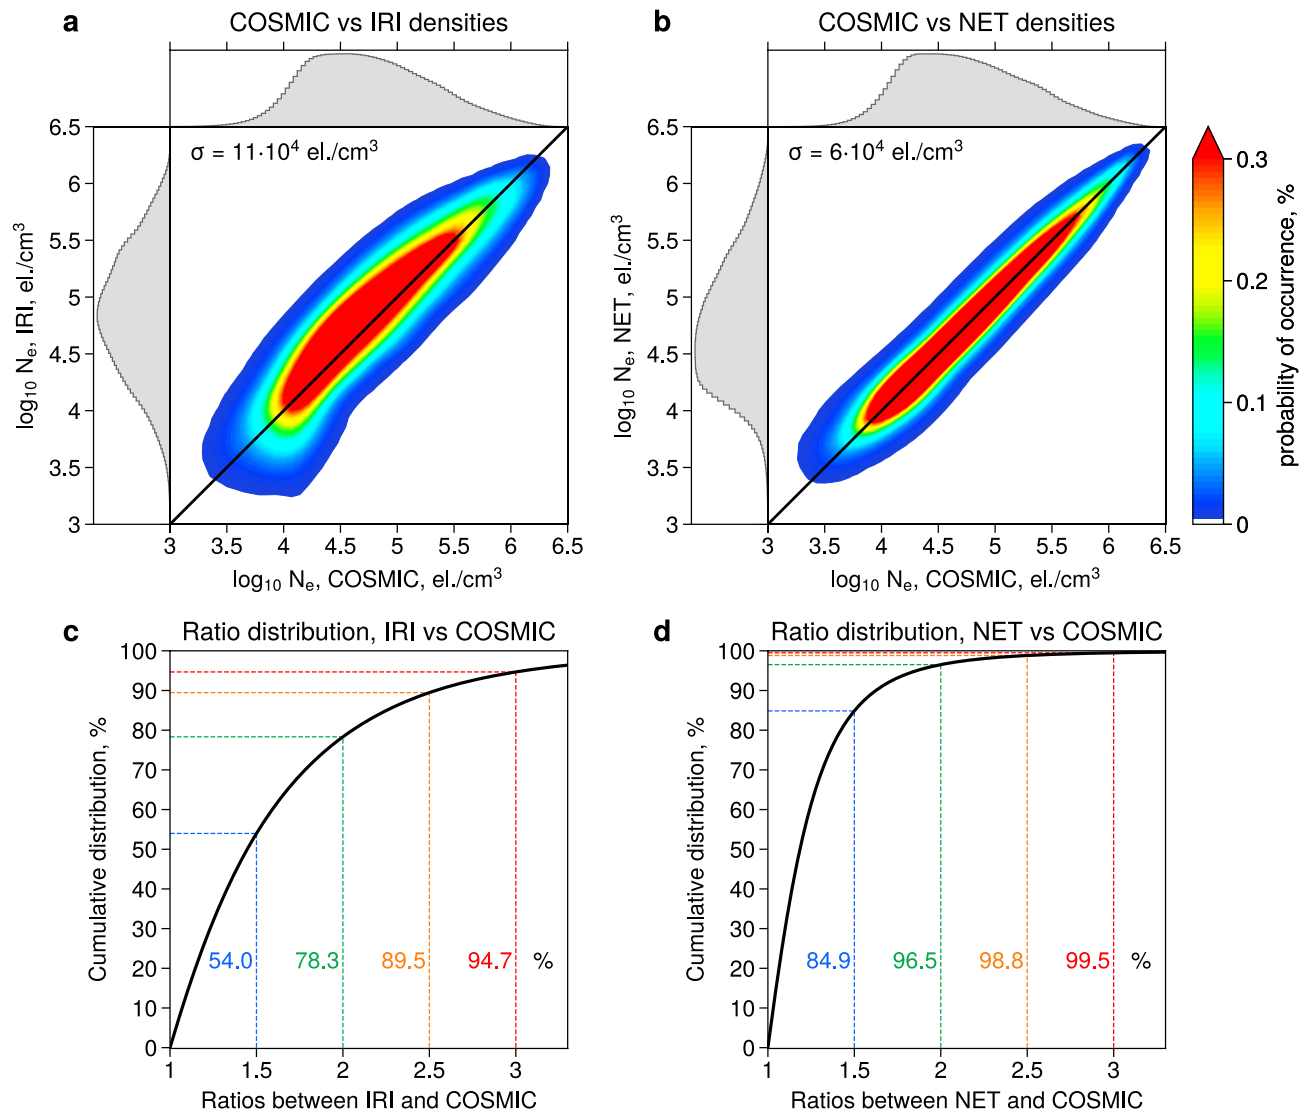 a
COSMIC vs IRI densities
σ = 11·10⁴ el./cm³
6.5
6
5.5
5
4.5
4
3.5
3
log₁₀ Nₑ, IRI, el./cm³
3 3.5 4 4.5 5 5.5 6 6.5
log₁₀ Nₑ, COSMIC, el./cm³
b
COSMIC vs NET densities
σ = 6·10⁴ el./cm³
6.5
6
5.5
5
4.5
4
3.5
3
log₁₀ Nₑ, NET, el./cm³
3 3.5 4 4.5 5 5.5 6 6.5
log₁₀ Nₑ, COSMIC, el./cm³
0.3
0.2
0.1
0
probability of occurrence, %
c
Ratio distribution, IRI vs COSMIC
100
90
80
70
60
50
40
30
20
10
0
Cumulative distribution, %
54.0 78.3 89.5 94.7 %
1 1.5 2 2.5 3
Ratios between IRI and COSMIC
d
Ratio distribution, NET vs COSMIC
100
90
80
70
60
50
40
30
20
10
0
Cumulative distribution, %
84.9 96.5 98.8 99.5 %
1 1.5 2 2.5 3
Ratios between NET and COSMIC